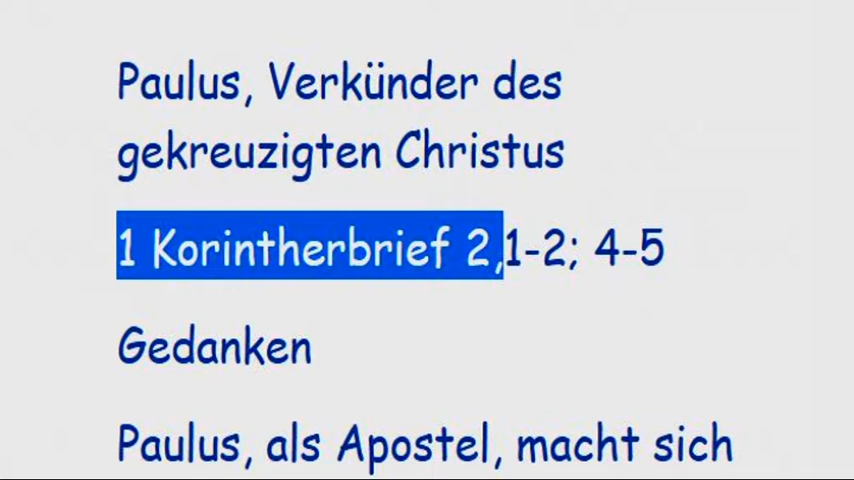 Paulus, Verkünder des
gekreuzigten Christus
1 Korintherbrief 2,1-2; 4-5
Gedanken
Paulus, als Apostel, macht sich